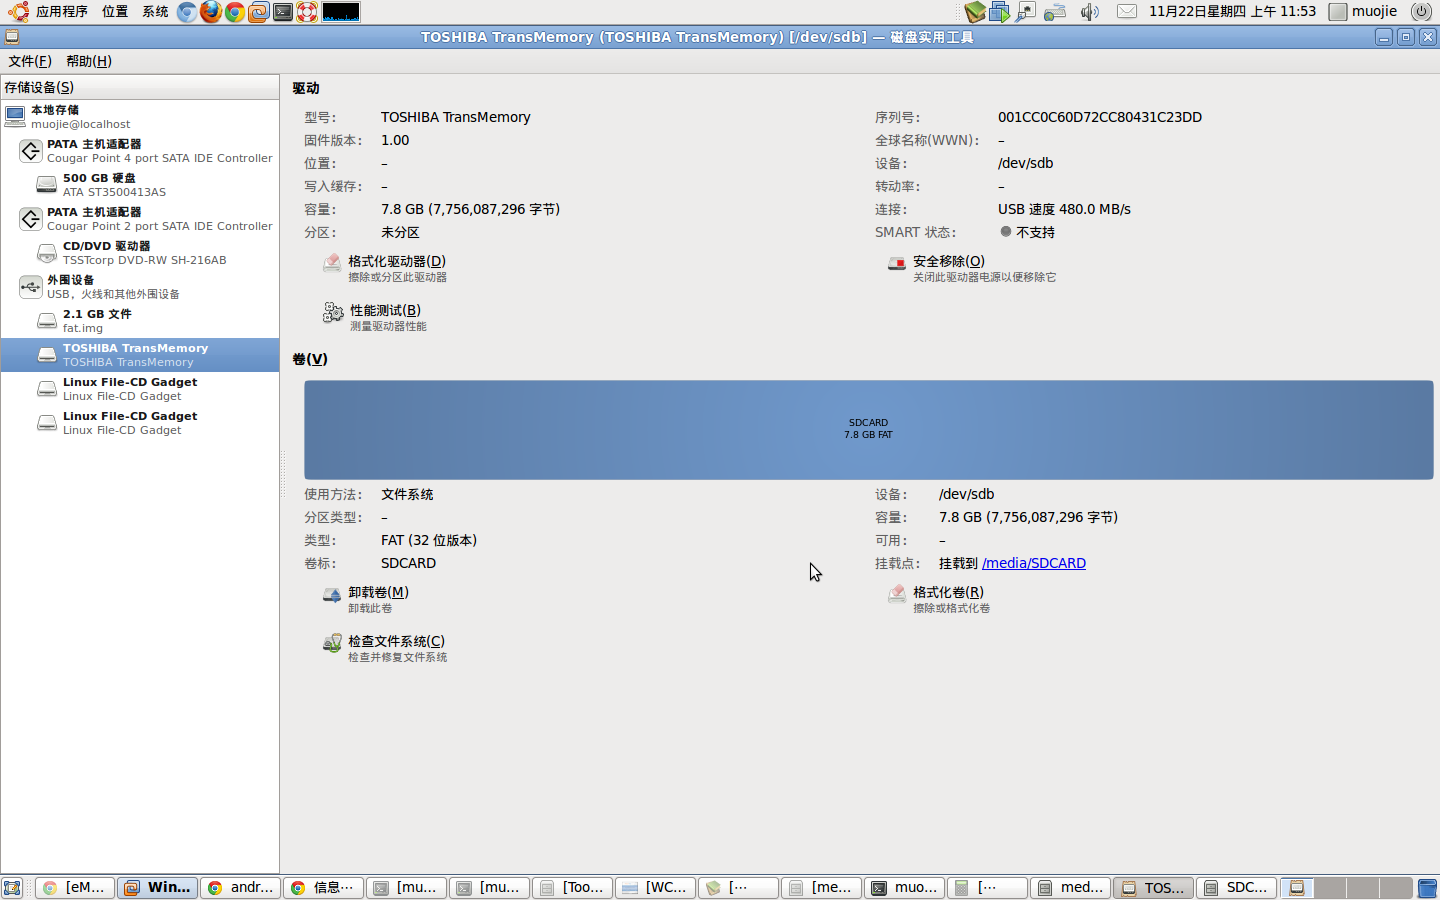 应用程序 位置 系统 11月22日星期四 上午 11:53 muojie
TOSHIBA TransMemory (TOSHIBA TransMemory) [/dev/sdb] — 磁盘实用工具
文件(F) 帮助(H)
存储设备(S)
本地存储
muojie@localhost
PATA 主机适配器
Cougar Point 4 port SATA IDE Controller
500 GB 硬盘
ATA ST3500413AS
PATA 主机适配器
Cougar Point 2 port SATA IDE Controller
CD/DVD 驱动器
TSSTcorp DVD-RW SH-216AB
外围设备
USB，火线和其他外围设备
2.1 GB 文件
fat.img
TOSHIBA TransMemory
TOSHIBA TransMemory
Linux File-CD Gadget
Linux File-CD Gadget
Linux File-CD Gadget
Linux File-CD Gadget
驱动
型号: TOSHIBA TransMemory
序列号: 001CC0C60D72CC80431C23DD
固件版本: 1.00
全球名称(WWN): –
位置: –
设备: /dev/sdb
写入缓存: –
转动率: –
容量: 7.8 GB (7,756,087,296 字节)
连接: USB 速度 480.0 MB/s
分区: 未分区
SMART 状态: 不支持
格式化驱动器(D)
擦除或分区此驱动器
安全移除(O)
关闭此驱动器电源以便移除它
性能测试(B)
测量驱动器性能
卷(V)
SDCARD
7.8 GB FAT
使用方法: 文件系统
设备: /dev/sdb
分区类型: –
容量: 7.8 GB (7,756,087,296 字节)
类型: FAT (32 位版本)
可用: –
卷标: SDCARD
挂载点: 挂载到 /media/SDCARD
卸载卷(M)
卸载此卷
格式化卷(R)
擦除或格式化卷
检查文件系统(C)
检查并修复文件系统
[eM... Win... andr... 信息... [mu... [mu... [Too... [WC... [... [me... muo... [... med... TOS... SDC...